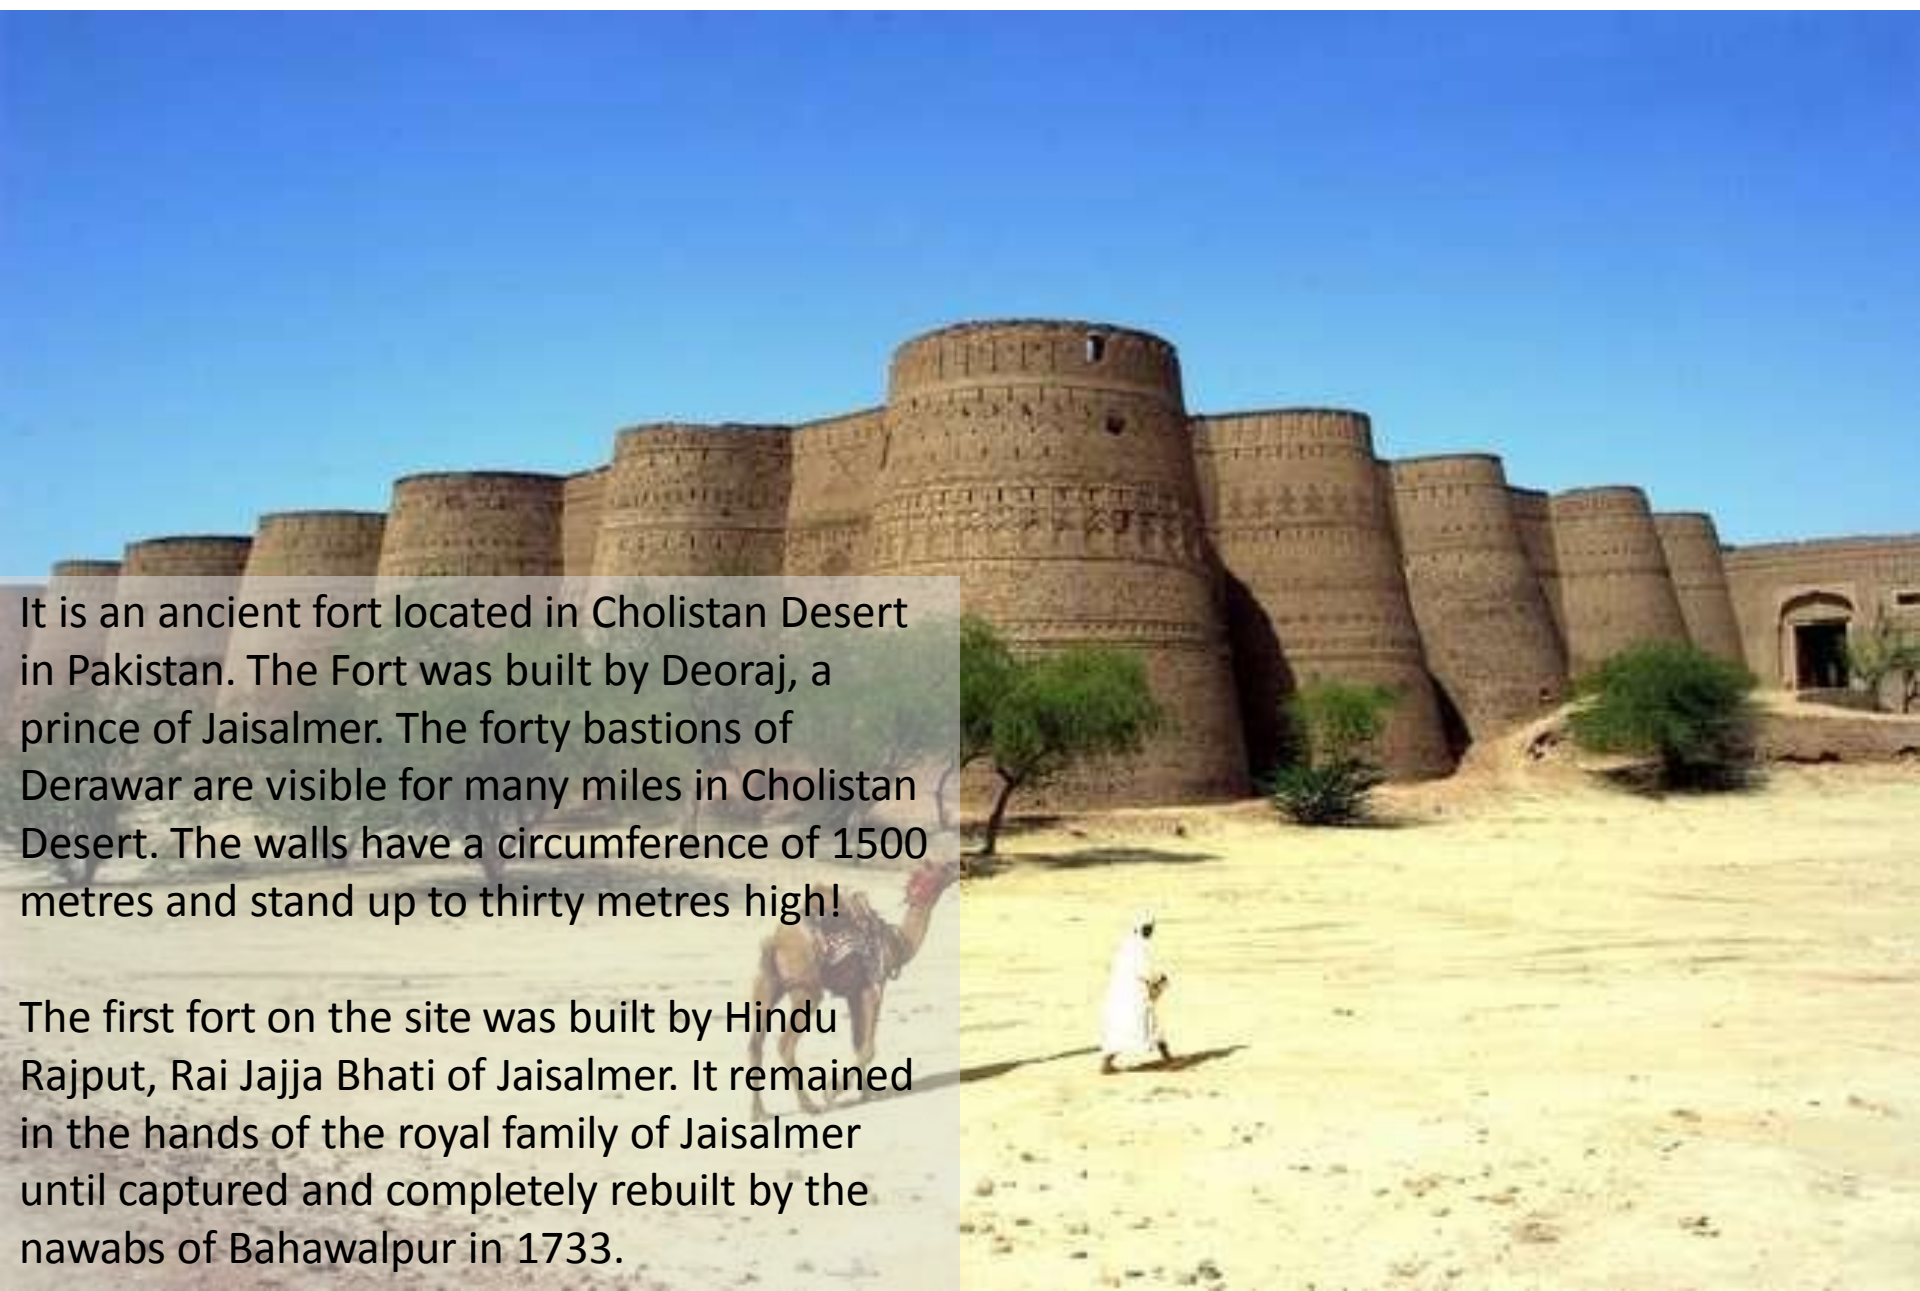 It is an ancient fort located in Cholistan Desert
in Pakistan. The Fort was built by Deoraj, a
prince of Jaisalmer. The forty bastions of
Derawar are visible for many miles in Cholistan
Desert. The walls have a circumference of 1500
metres and stand up to thirty metres high!
The first fort on the site was built by Hindu
Rajput, Rai Jajja Bhati of Jaisalmer. It remained
in the hands of the royal family of Jaisalmer
until captured and completely rebuilt by the
nawabs of Bahawalpur in 1733.